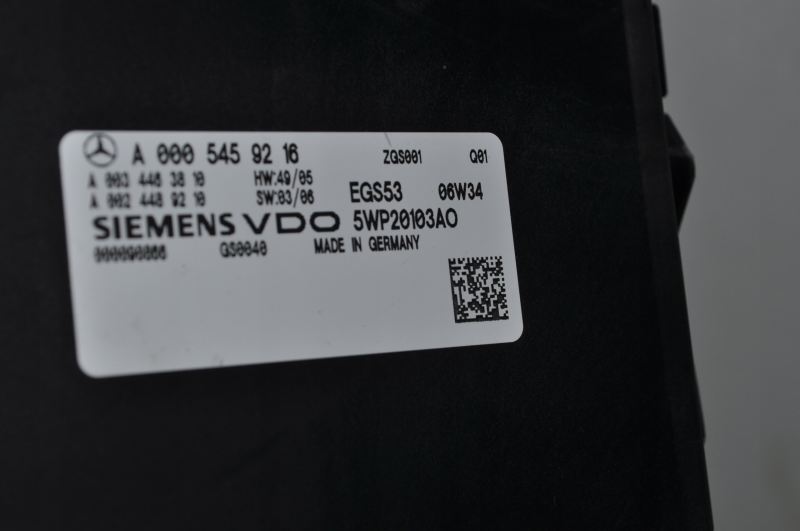 A 000 545 92 16 ZGS001 Q01
A 003 446 38 10 HW:49/05
A 002 448 92 10 SW:03/06 EGS53 06W34
SIEMENS VDO 5WP20103AO
GS0040 MADE IN GERMANY